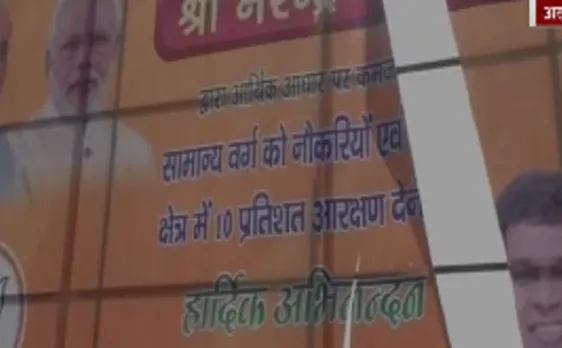 श्री नरेन्द्र
द्वारा आर्थिक आधार पर
सामान्य वर्ग को नौकरियों एवं
क्षेत्र में 10 प्रतिशत आरक्षण देने
हार्दिक अभिनन्दन